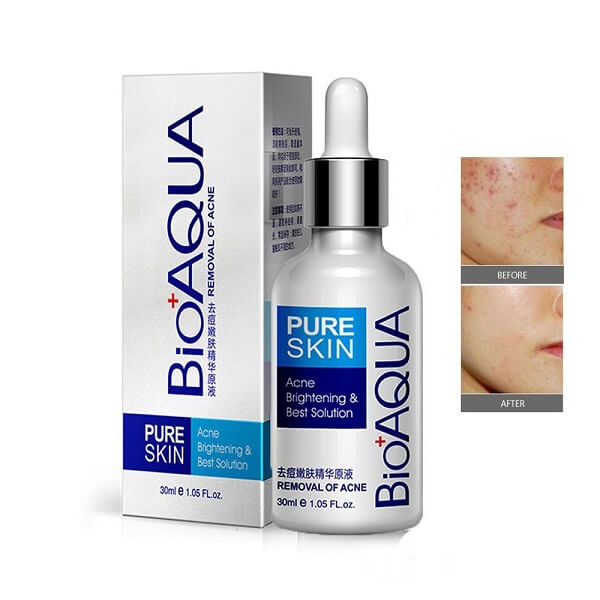 BioAQUA
REMOVAL OF ACNE
去痘嫩肤精华原液
PURE
SKIN
Acne
Brightening &
Best Solution
30ml e 1.05 FL.oz.
PURE
SKIN
Acne
Brightening &
Best Solution
去痘嫩肤精华原液
REMOVAL OF ACNE
30ml e 1.05 FL.oz.
BioAQUA
BEFORE
AFTER